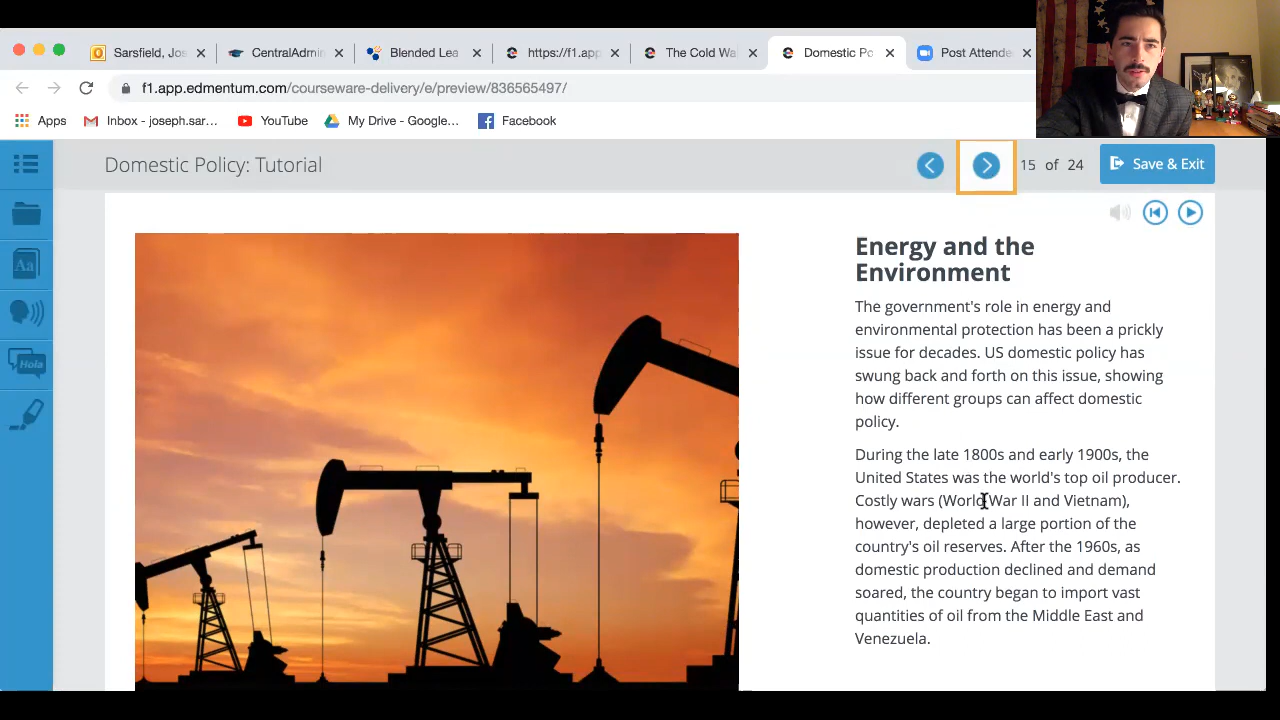 Sarsfield, Jos
CentralAdmi
Blended Les
https://f1.app
The Cold Wa
Domestic Po
Post Attende
f1.app.edmentum.com/courseware-delivery/e/preview/836565497/
Apps
Inbox - joseph.sar...
YouTube
My Drive - Google...
Facebook
Domestic Policy: Tutorial
15 of 24
Save & Exit
Aa
Hola
Energy and the
Environment
The government's role in energy and
environmental protection has been a prickly
issue for decades. US domestic policy has
swung back and forth on this issue, showing
how different groups can affect domestic
policy.
During the late 1800s and early 1900s, the
United States was the world's top oil producer.
Costly wars (World War II and Vietnam),
however, depleted a large portion of the
country's oil reserves. After the 1960s, as
domestic production declined and demand
soared, the country began to import vast
quantities of oil from the Middle East and
Venezuela.